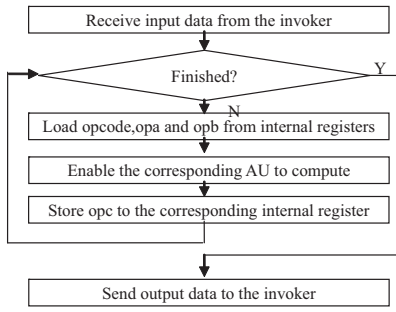 Receive input data from the invoker
Finished?
Y
N
Load opcode,opa and opb from internal registers
Enable the corresponding AU to compute
Store opc to the corresponding internal register
Send output data to the invoker